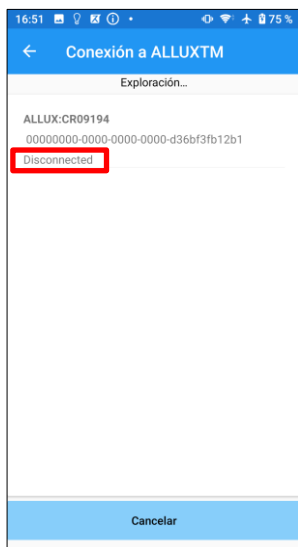 16:51 75 %
Conexión a ALLUXTM
Exploración...
ALLUX:CR09194
00000000-0000-0000-0000-d36bf3fb12b1
Disconnected
Cancelar